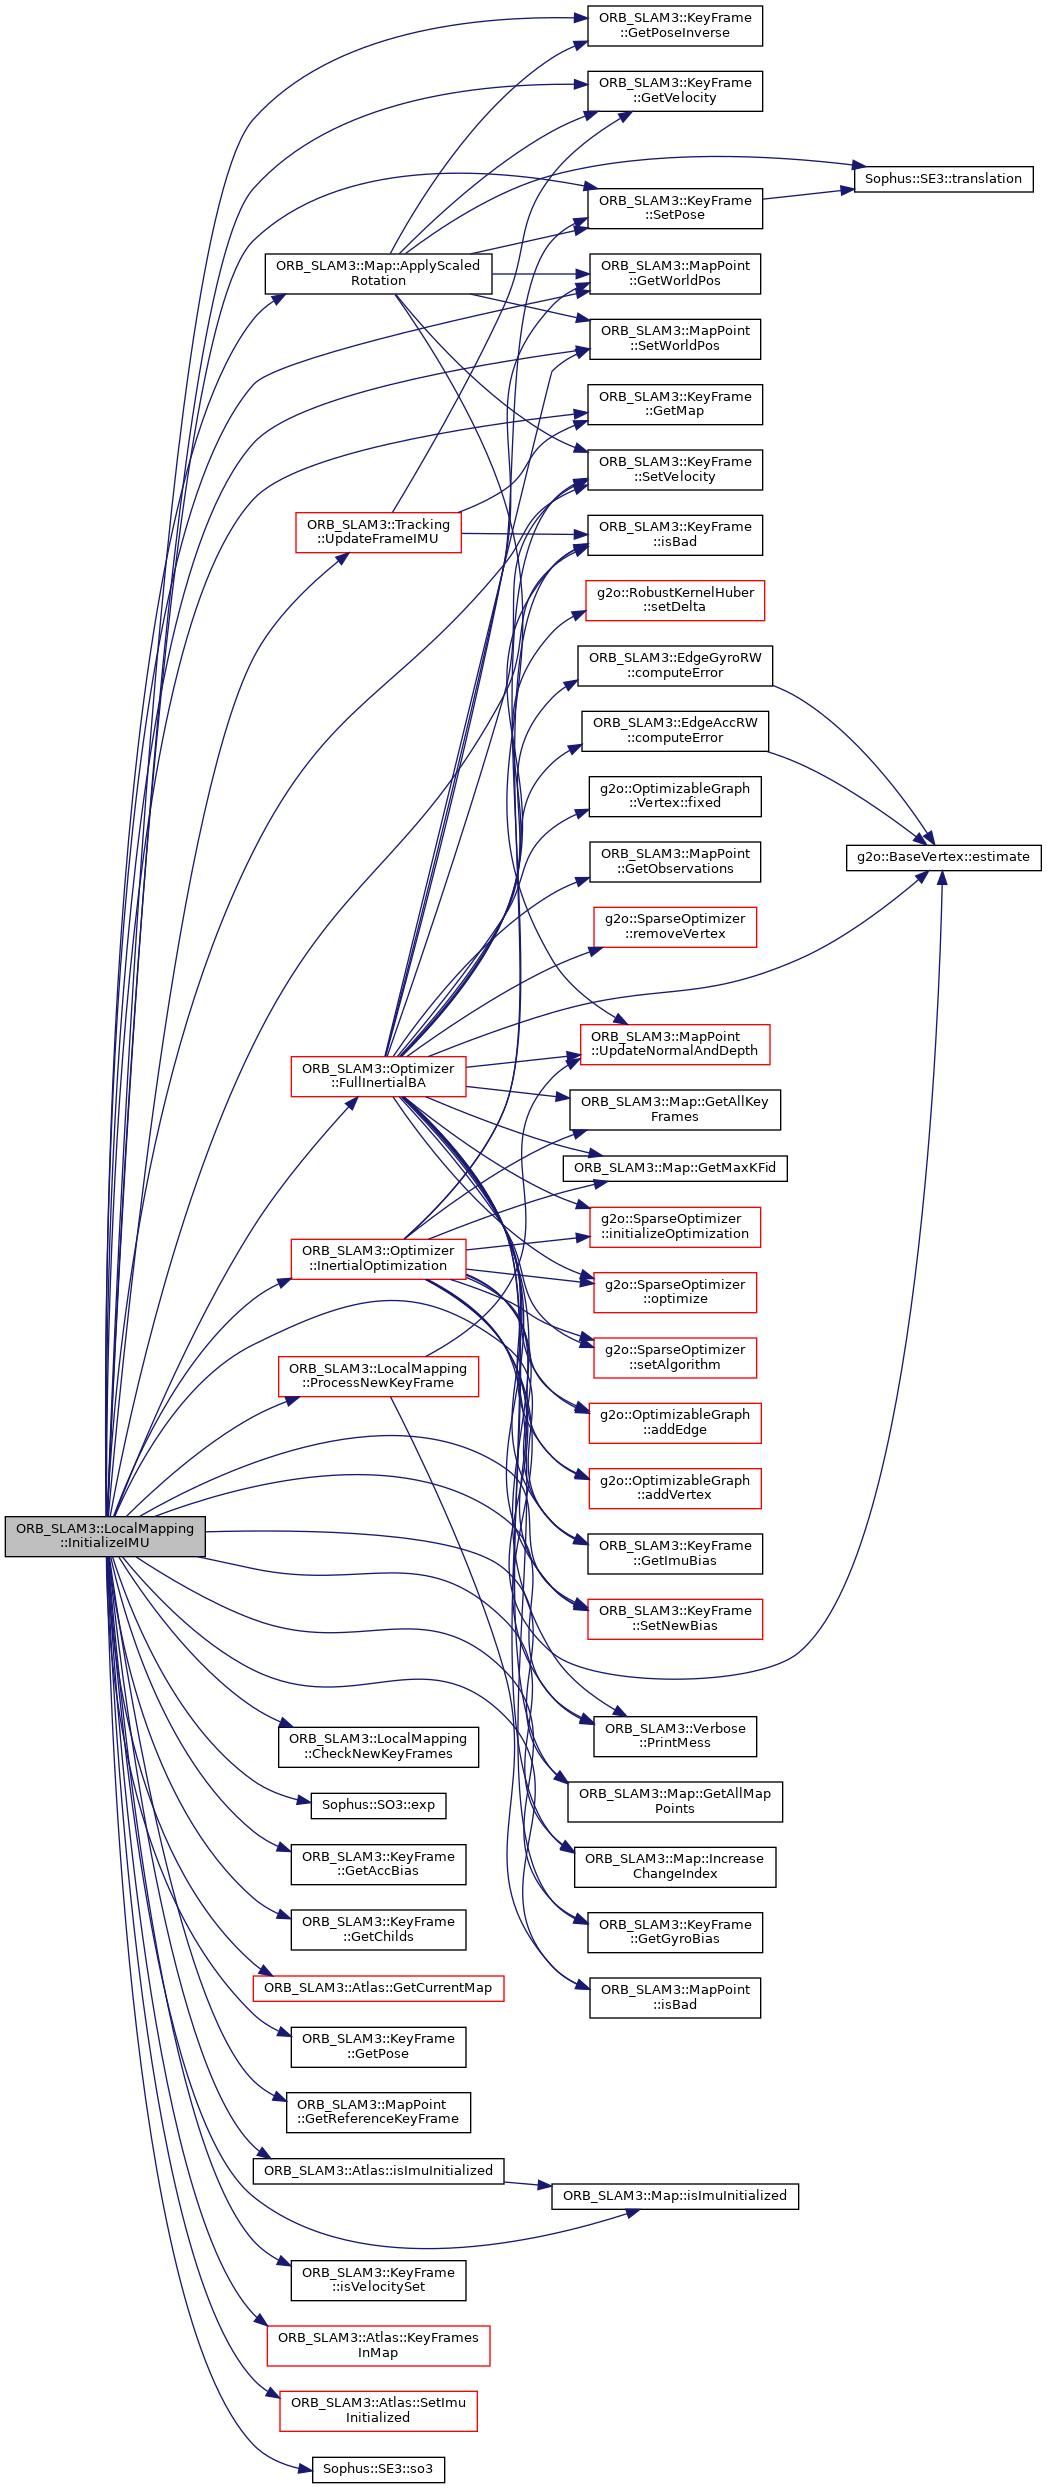 ORB_SLAM3::KeyFrame
::GetPoseInverse
ORB_SLAM3::KeyFrame
::GetVelocity
Sophus::SE3::translation
ORB_SLAM3::KeyFrame
::SetPose
ORB_SLAM3::Map::ApplyScaled
Rotation
ORB_SLAM3::MapPoint
::GetWorldPos
ORB_SLAM3::MapPoint
::SetWorldPos
ORB_SLAM3::KeyFrame
::GetMap
ORB_SLAM3::KeyFrame
::SetVelocity
ORB_SLAM3::Tracking
::UpdateFrameIMU
ORB_SLAM3::KeyFrame
::isBad
g2o::RobustKernelHuber
::setDelta
ORB_SLAM3::EdgeGyroRW
::computeError
ORB_SLAM3::EdgeAccRW
::computeError
g2o::OptimizableGraph
::Vertex::fixed
ORB_SLAM3::MapPoint
::GetObservations
g2o::BaseVertex::estimate
g2o::SparseOptimizer
::removeVertex
ORB_SLAM3::MapPoint
::UpdateNormalAndDepth
ORB_SLAM3::Optimizer
::FullInertialBA
ORB_SLAM3::Map::GetAllKey
Frames
ORB_SLAM3::Map::GetMaxKFid
g2o::SparseOptimizer
::initializeOptimization
ORB_SLAM3::Optimizer
::InertialOptimization
g2o::SparseOptimizer
::optimize
g2o::SparseOptimizer
::setAlgorithm
ORB_SLAM3::LocalMapping
::ProcessNewKeyFrame
g2o::OptimizableGraph
::addEdge
g2o::OptimizableGraph
::addVertex
ORB_SLAM3::LocalMapping
::InitializeIMU
ORB_SLAM3::KeyFrame
::GetImuBias
ORB_SLAM3::KeyFrame
::SetNewBias
ORB_SLAM3::Verbose
::PrintMess
ORB_SLAM3::LocalMapping
::CheckNewKeyFrames
ORB_SLAM3::Map::GetAllMap
Points
Sophus::SO3::exp
ORB_SLAM3::KeyFrame
::GetAccBias
ORB_SLAM3::Map::Increase
ChangeIndex
ORB_SLAM3::KeyFrame
::GetChilds
ORB_SLAM3::KeyFrame
::GetGyroBias
ORB_SLAM3::Atlas::GetCurrentMap
ORB_SLAM3::MapPoint
::isBad
ORB_SLAM3::KeyFrame
::GetPose
ORB_SLAM3::MapPoint
::GetReferenceKeyFrame
ORB_SLAM3::Atlas::isImuInitialized
ORB_SLAM3::Map::isImuInitialized
ORB_SLAM3::KeyFrame
::isVelocitySet
ORB_SLAM3::Atlas::KeyFrames
InMap
ORB_SLAM3::Atlas::SetImu
Initialized
Sophus::SE3::so3